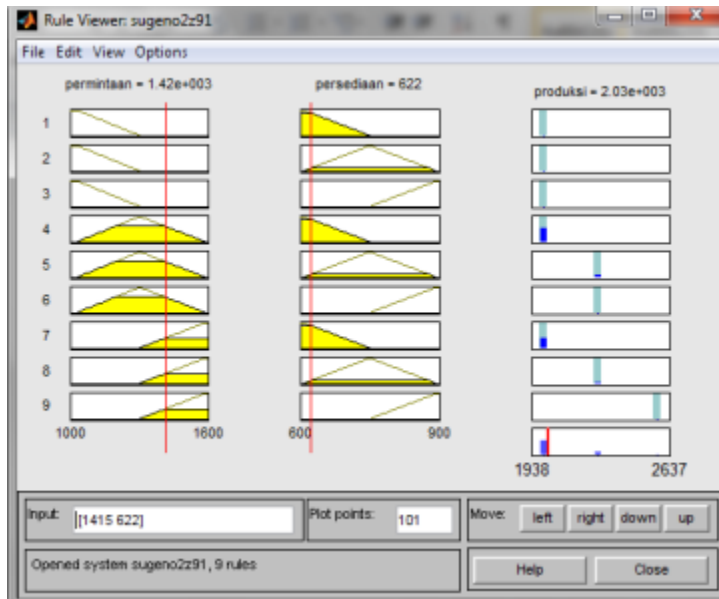 Rule Viewer: sugeno2z91
File Edit View Options
permintaan = 1.42e+003
persediaan = 622
produksi = 2.03e+003
1
2
3
4
5
6
7
8
9
1000 1600
600 900
1938 2637
Input: [1415 622]
Plot points: 101
Move: left right down up
Opened system sugeno2z91, 9 rules
Help Close